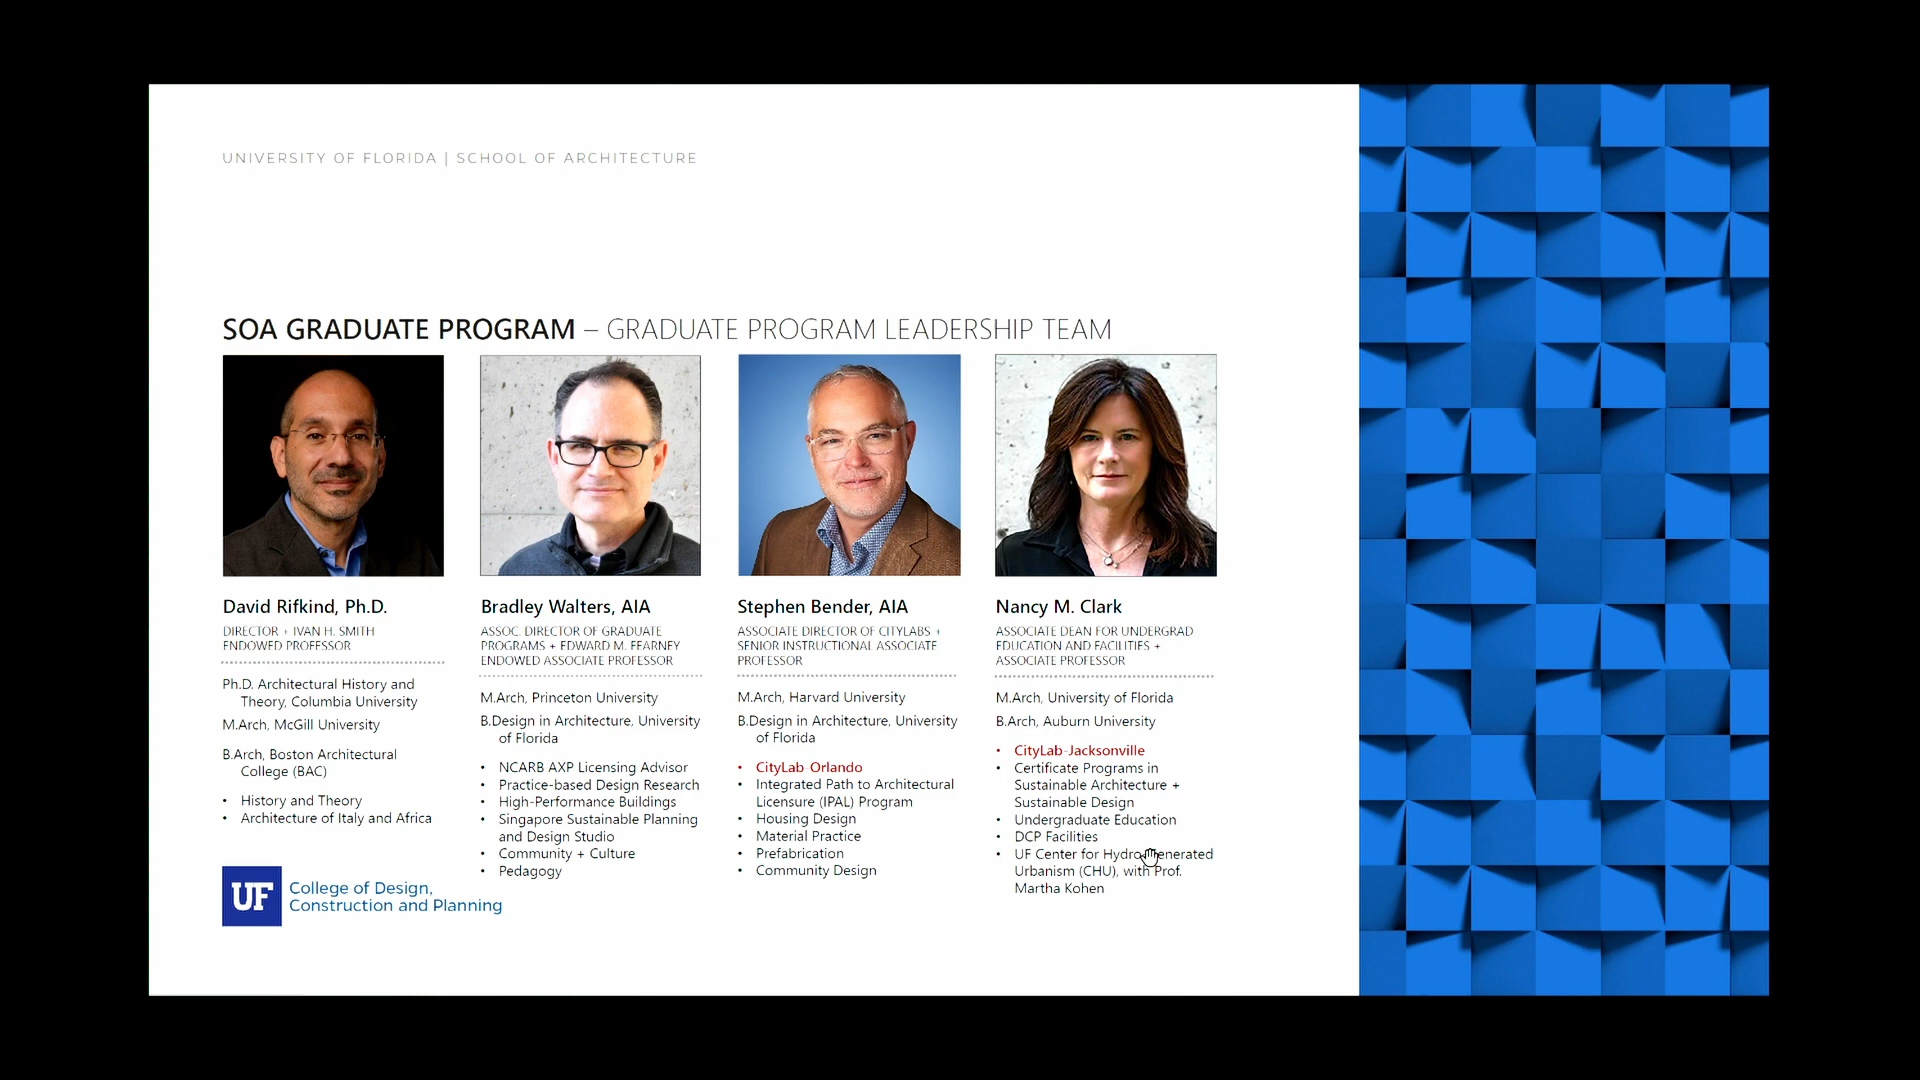 UNIVERSITY OF FLORIDA | SCHOOL OF ARCHITECTURE
SOA GRADUATE PROGRAM – GRADUATE PROGRAM LEADERSHIP TEAM
David Rifkind, Ph.D.
DIRECTOR + IVAN H. SMITH
ENDOWED PROFESSOR
Ph.D. Architectural History and
Theory, Columbia University
M.Arch, McGill University
B.Arch, Boston Architectural
College (BAC)
• History and Theory
• Architecture of Italy and Africa
Bradley Walters, AIA
ASSOC. DIRECTOR OF GRADUATE
PROGRAMS + EDWARD M. FEARNEY
ENDOWED ASSOCIATE PROFESSOR
M.Arch, Princeton University
B.Design in Architecture, University
of Florida
• NCARB AXP Licensing Advisor
• Practice-based Design Research
• High-Performance Buildings
• Singapore Sustainable Planning
and Design Studio
• Community + Culture
• Pedagogy
Stephen Bender, AIA
ASSOCIATE DIRECTOR OF CITYLABS +
SENIOR INSTRUCTIONAL ASSOCIATE
PROFESSOR
M.Arch, Harvard University
B.Design in Architecture, University
of Florida
• CityLab-Orlando
• Integrated Path to Architectural
Licensure (IPAL) Program
• Housing Design
• Material Practice
• Prefabrication
• Community Design
Nancy M. Clark
ASSOCIATE DEAN FOR UNDERGRAD
EDUCATION AND FACILITIES +
ASSOCIATE PROFESSOR
M.Arch, University of Florida
B.Arch, Auburn University
• CityLab-Jacksonville
• Certificate Programs in
Sustainable Architecture +
Sustainable Design
• Undergraduate Education
• DCP Facilities
• UF Center for Hydro-generated
Urbanism (CHU), with Prof.
Martha Kohen
UF College of Design,
Construction and Planning